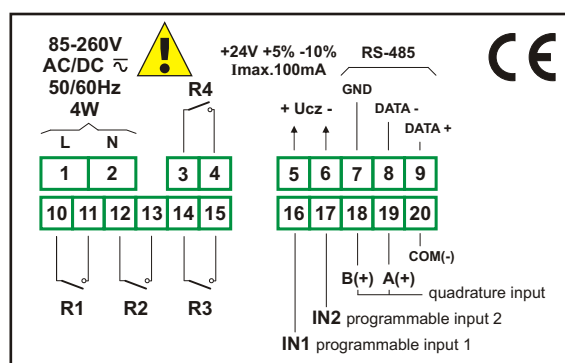 85-260V
AC/DC ⏦
50/60Hz
4W
L N
!
R4
+24V +5% -10%
Imax.100mA
RS-485
CE
+ Ucz -
GND
DATA -
DATA +
1 2 3 4 5 6 7 8 9
10 11 12 13 14 15 16 17 18 19 20
R1 R2 R3
COM(-)
B(+) A(+)
quadrature input
IN2 programmable input 2
IN1 programmable input 1